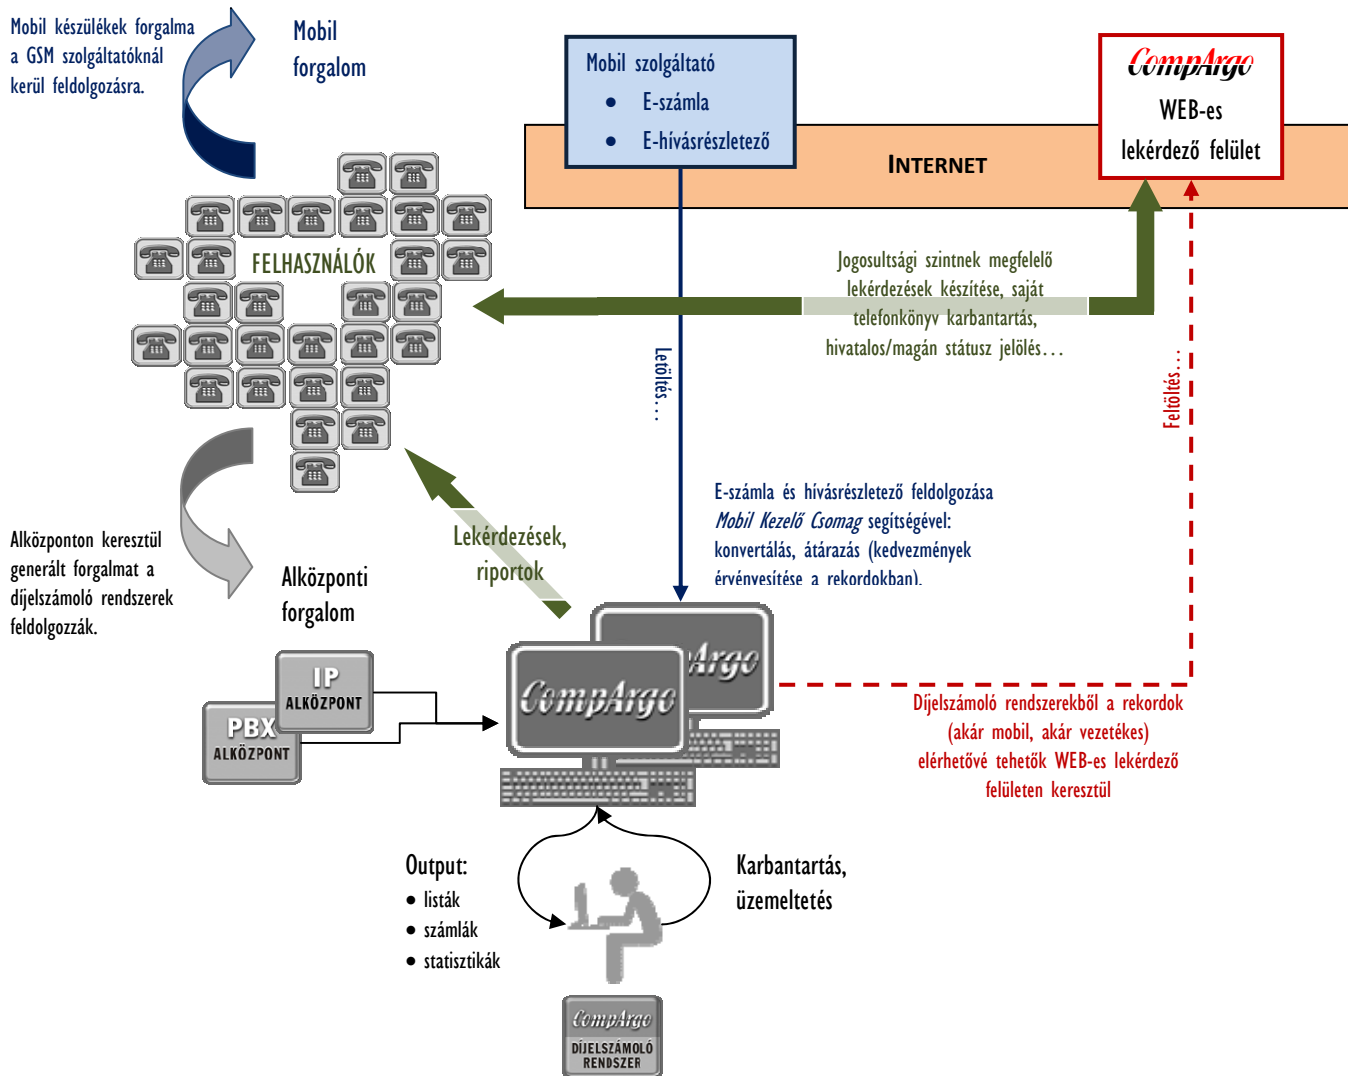 Mobil készülékek forgalma
a GSM szolgáltatóknál
kerül feldolgozásra.
Mobil
forgalom
Mobil szolgáltató
• E-számla
• E-hívásrészletező
INTERNET
CompArgo
WEB-es
lekérdező felület
FELHASZNÁLÓK
Jogosultsági szintnek megfelelő
lekérdezések készítése, saját
telefonkönyv karbantartás,
hivatalos/magán státusz jelölés…
Letöltés…
Feltöltés…
E-számla és hívásrészletező feldolgozása
Mobil Kezelő Csomag segítségével:
konvertálás, átárazás (kedvezmények
érvényesítése a rekordokban).
Lekérdezések,
riportok
Alközponton keresztül
generált forgalmat a
díjelszámoló rendszerek
feldolgozzák.
Alközponti
forgalom
IP
ALKÖZPONT
PBX
ALKÖZPONT
CompArgo
pArgo
Díjelszámoló rendszerekből a rekordok
(akár mobil, akár vezetékes)
elérhetővé tehetők WEB-es lekérdező
felületen keresztül
Output:
• listák
• számlák
• statisztikák
Karbantartás,
üzemeltetés
CompArgo
DÍJELSZÁMOLÓ
RENDSZER